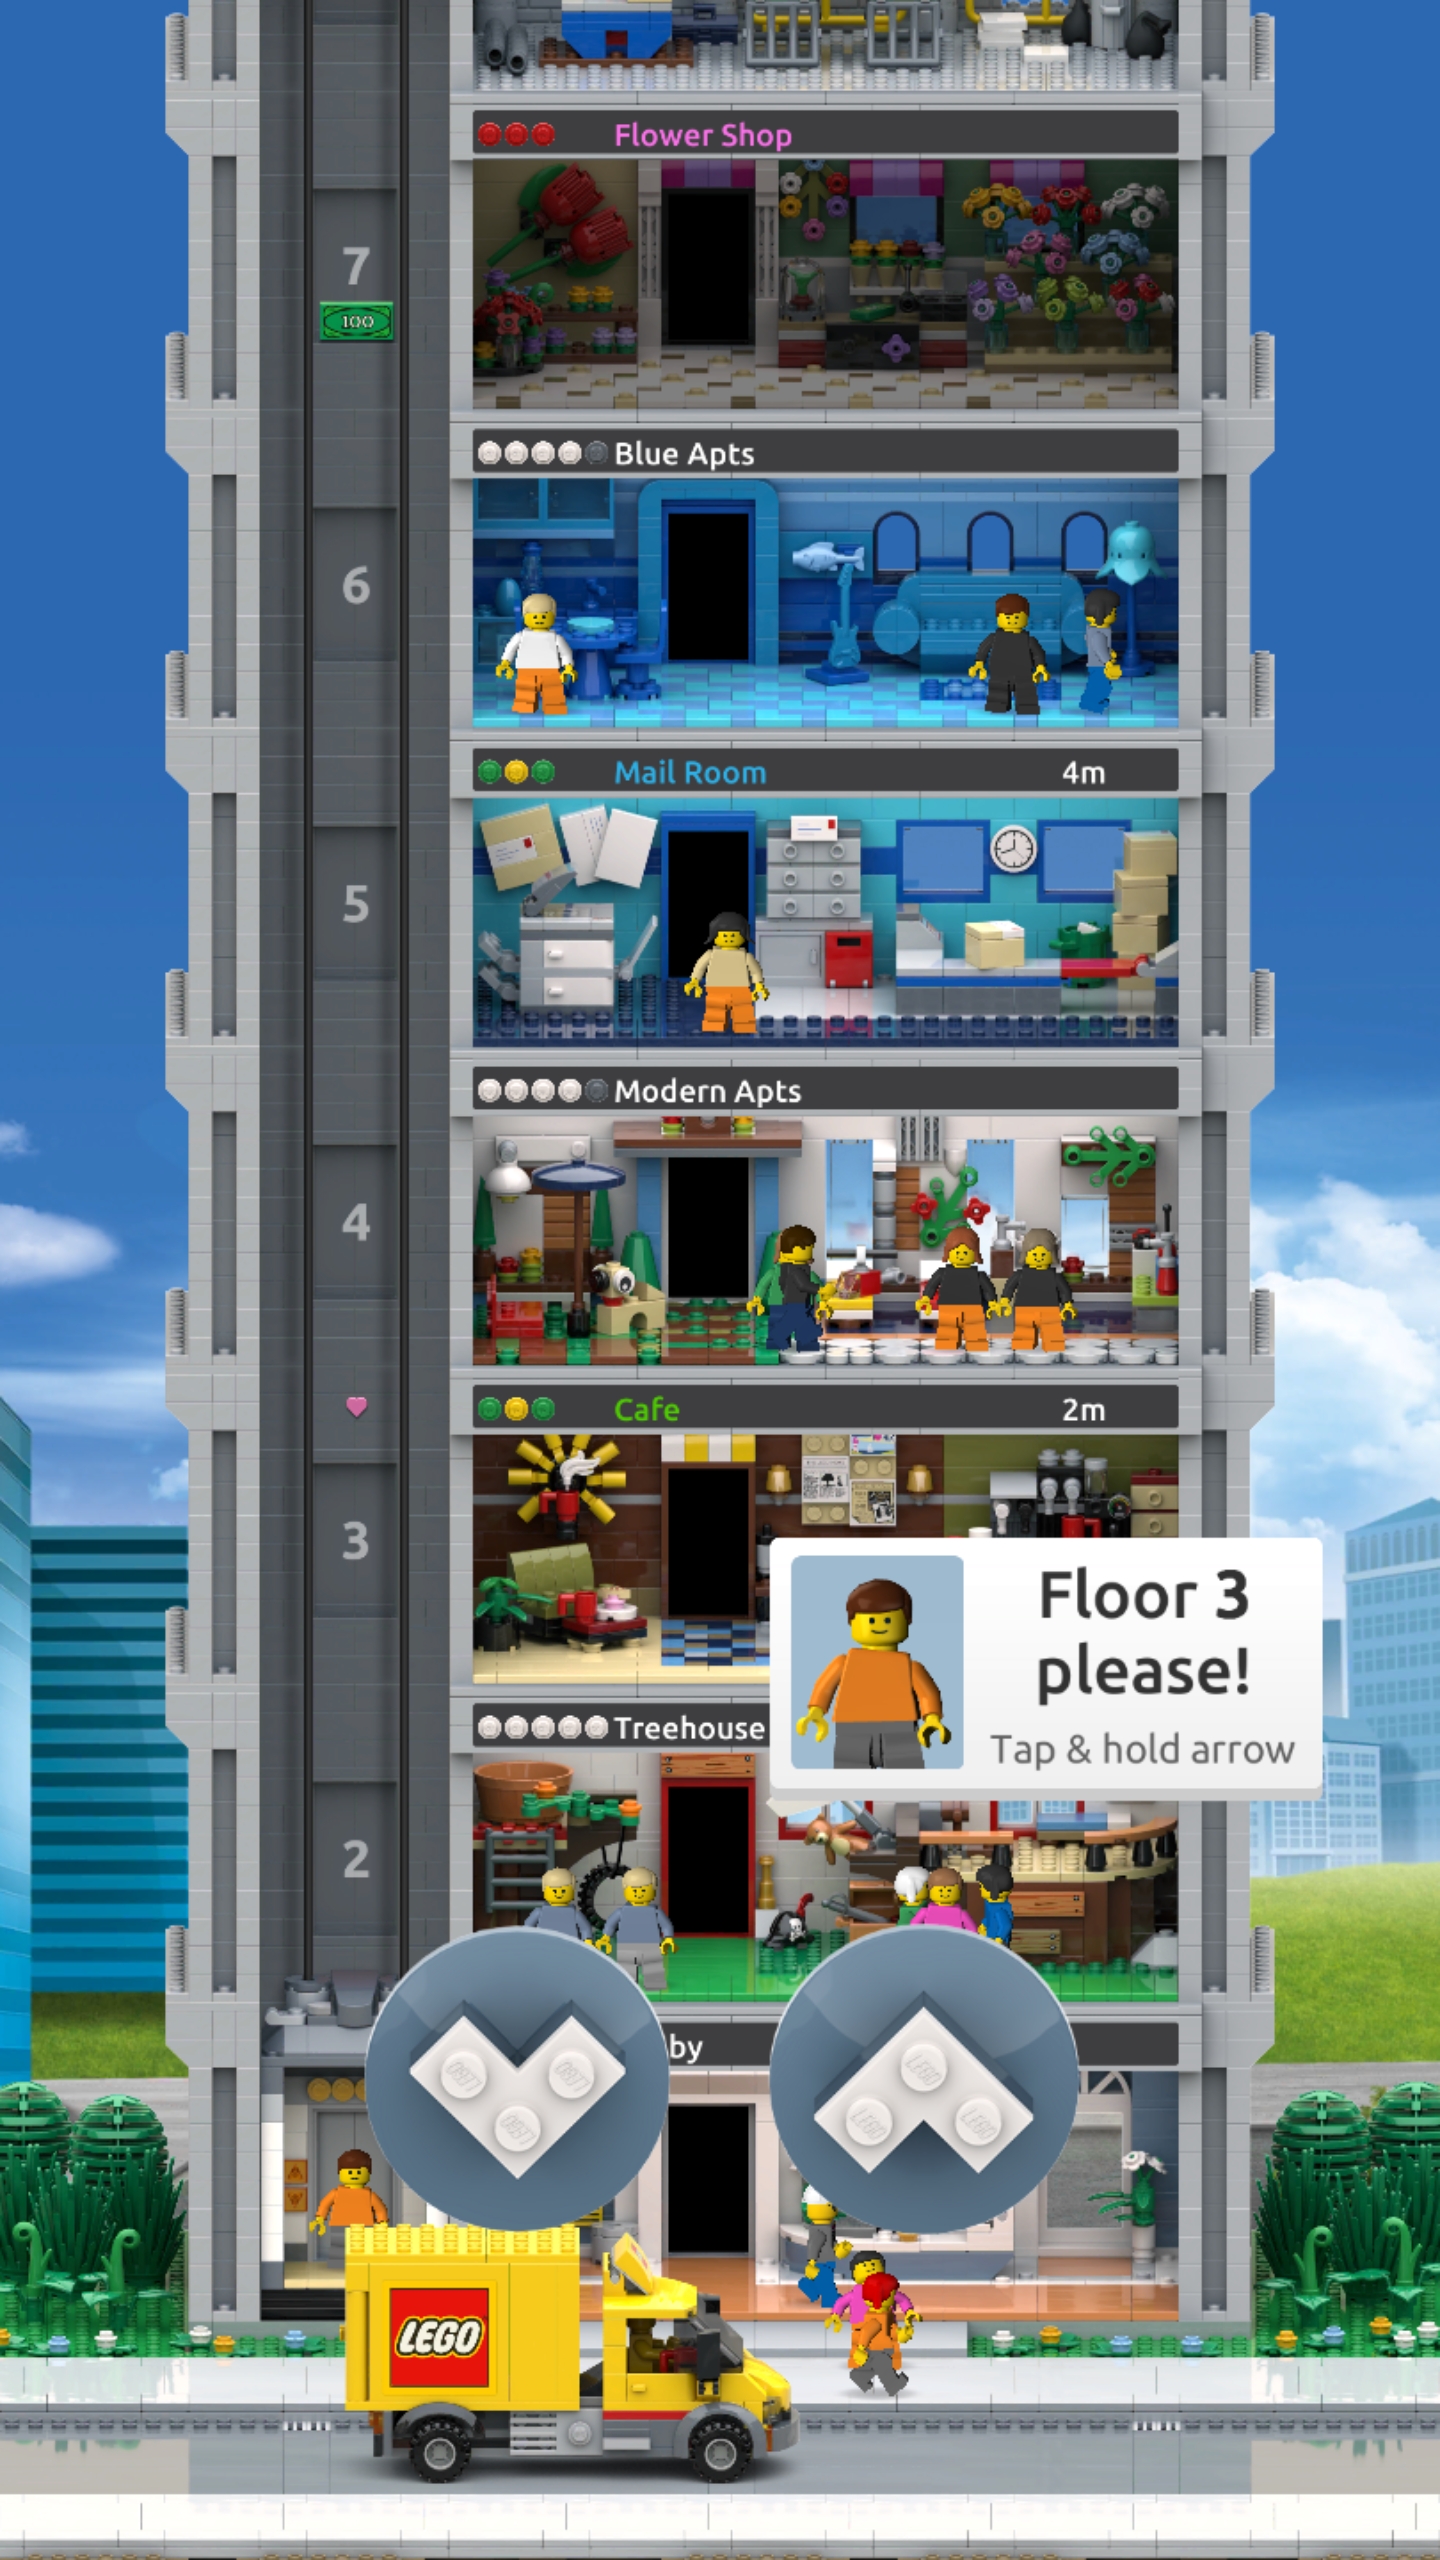 Flower Shop
7
100
Blue Apts
6
Mail Room 4m
5
Modern Apts
4
Cafe 2m
3
Floor 3
please!
Tap & hold arrow
Treehouse
2
by
LEGO